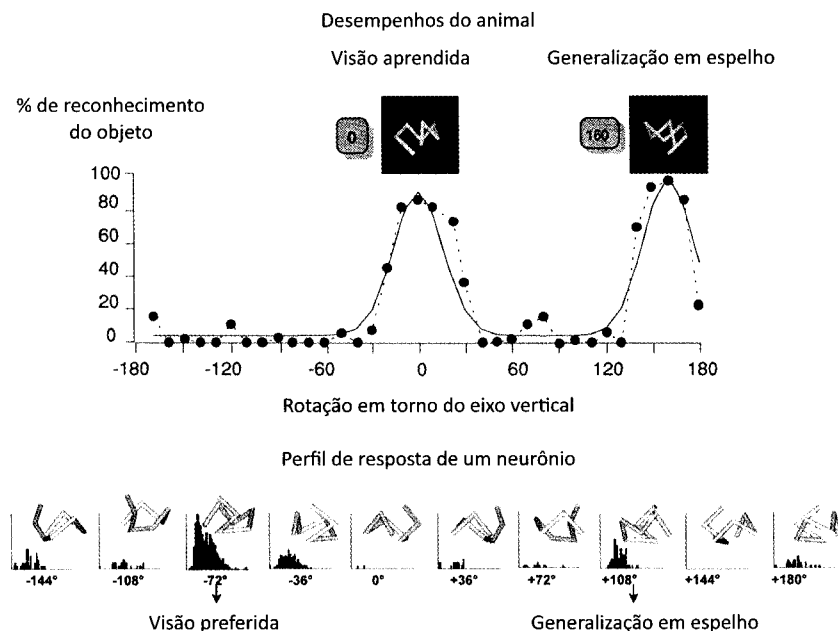 Desempenhos do animal
Visão aprendida
Generalização em espelho
% de reconhecimento
do objeto
0
160
100
80
60
40
20
0
-180
-120
-60
0
60
120
180
Rotação em torno do eixo vertical
Perfil de resposta de um neurônio
-144°
-108°
-72°
-36°
0°
+36°
+72°
+108°
+144°
+180°
Visão preferida
Generalização em espelho